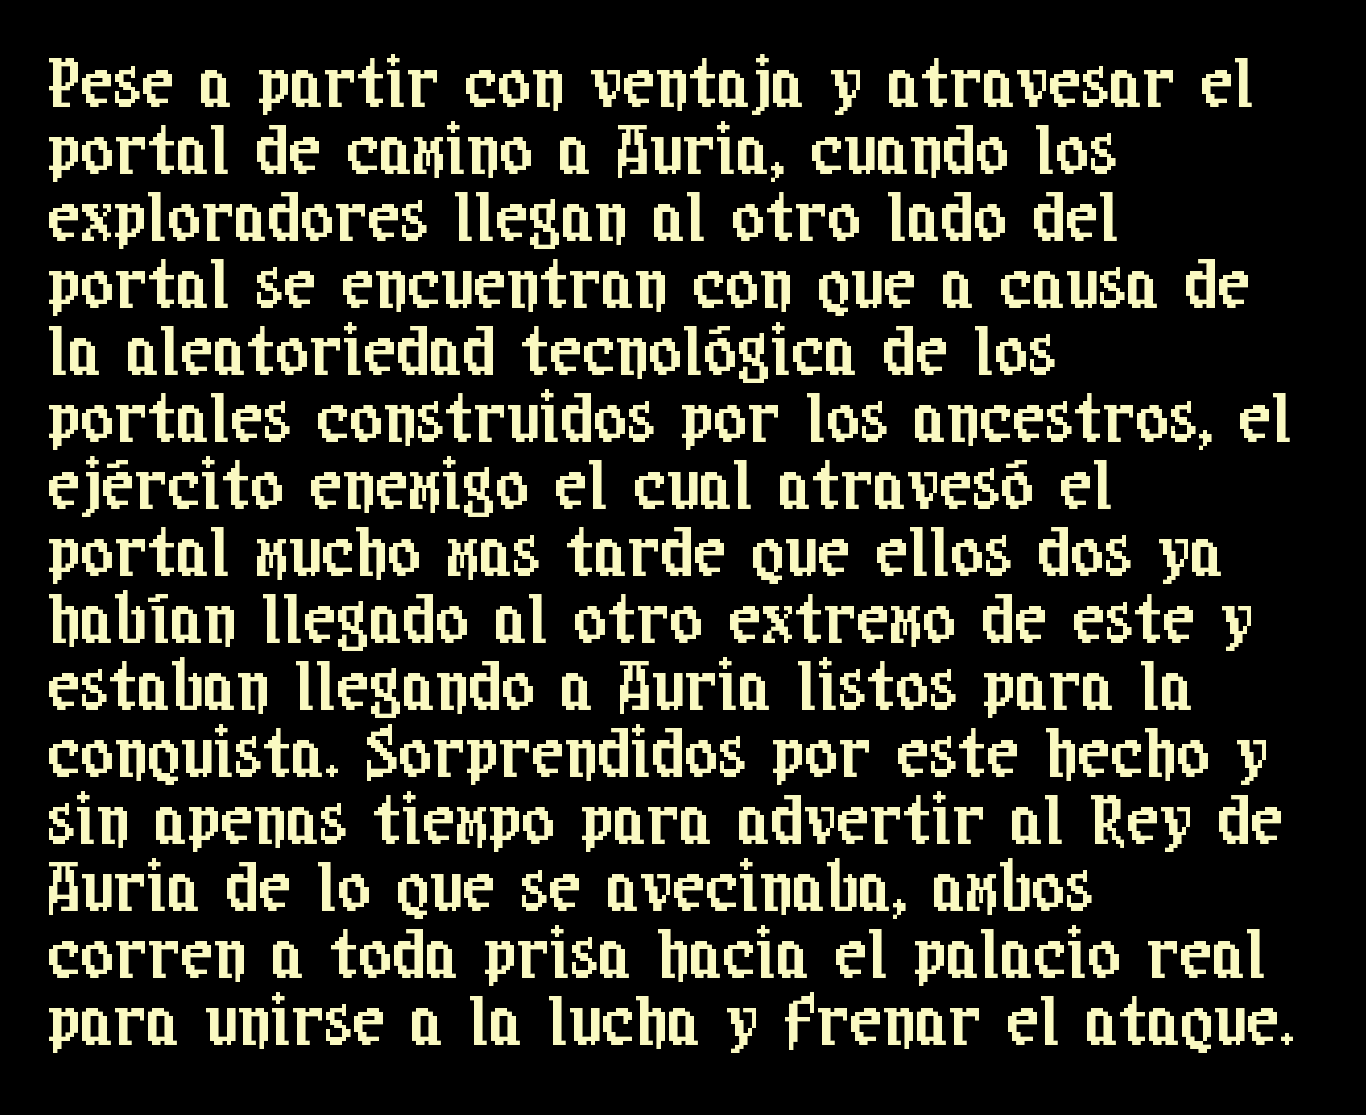 Pese a partir con ventaja y atravesar el
portal de camino a Auria, cuando los
exploradores llegan al otro lado del
portal se encuentran con que a causa de
la aleatoriedad tecnológica de los
portales construidos por los ancestros, el
ejército enemigo el cual atravesó el
portal mucho mas tarde que ellos dos ya
habían llegado al otro extremo de este y
estaban llegando a Auria listos para la
conquista. Sorprendidos por este hecho y
sin apenas tiempo para advertir al Rey de
Auria de lo que se avecinaba, ambos
corren a toda prisa hacia el palacio real
para unirse a la lucha y frenar el ataque.